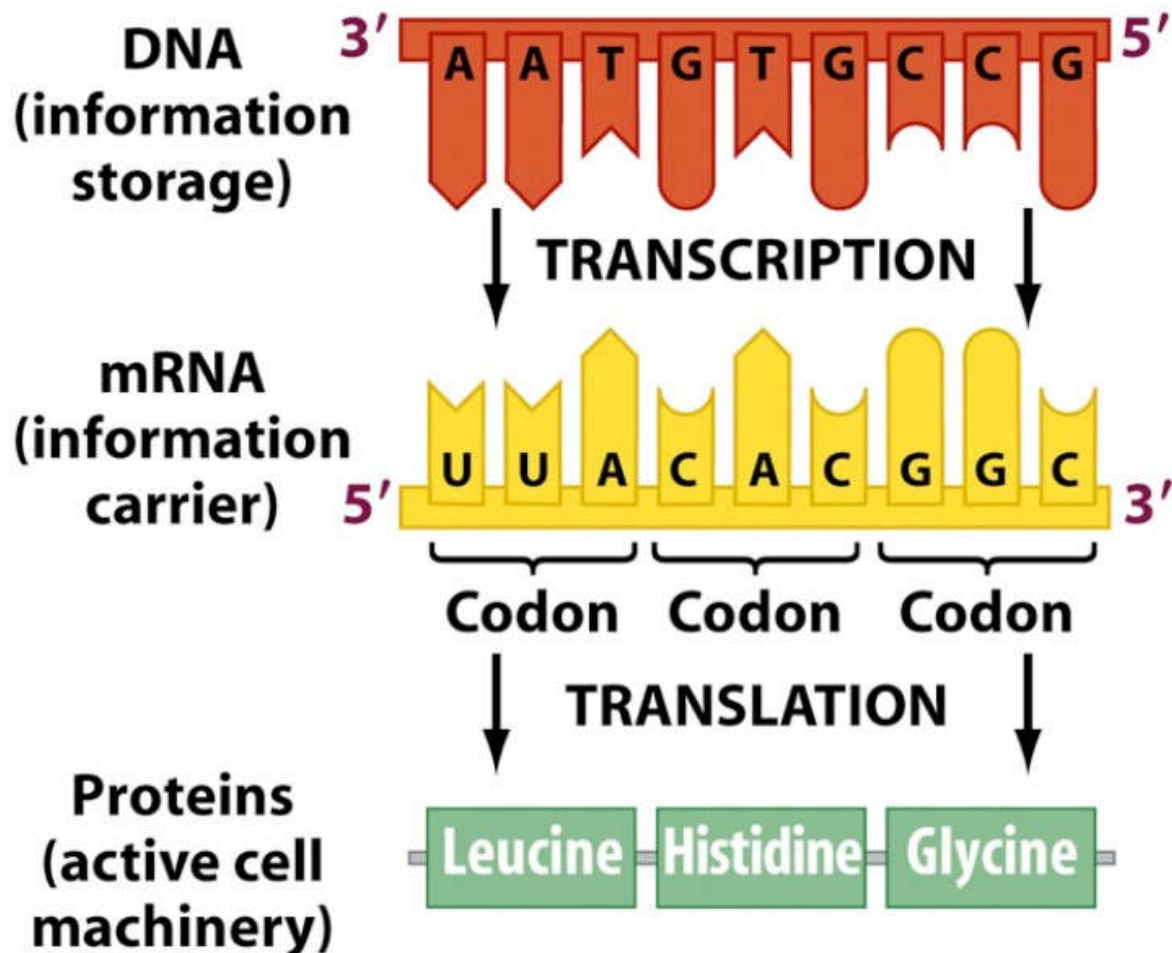 DNA
(information
storage)
3′ A A T G T G C C G 5′
TRANSCRIPTION
mRNA
(information
carrier)
5′ U U A C A C G G C 3′
Codon Codon Codon
TRANSLATION
Proteins
(active cell
machinery)
Leucine Histidine Glycine